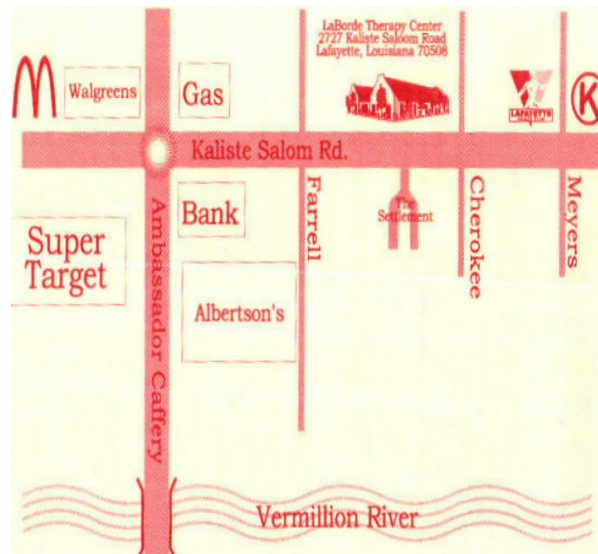 LaBorde Therapy Center
2727 Kaliste Saloom Road
Lafayette, Louisiana 70508
Walgreens
Gas
LAFAYETTE
K
Kaliste Salom Rd.
Bank
Super
Target
Albertson's
Ambassador Caffery
Farrell
The
Settlement
Cherokee
Meyers
Vermillion River